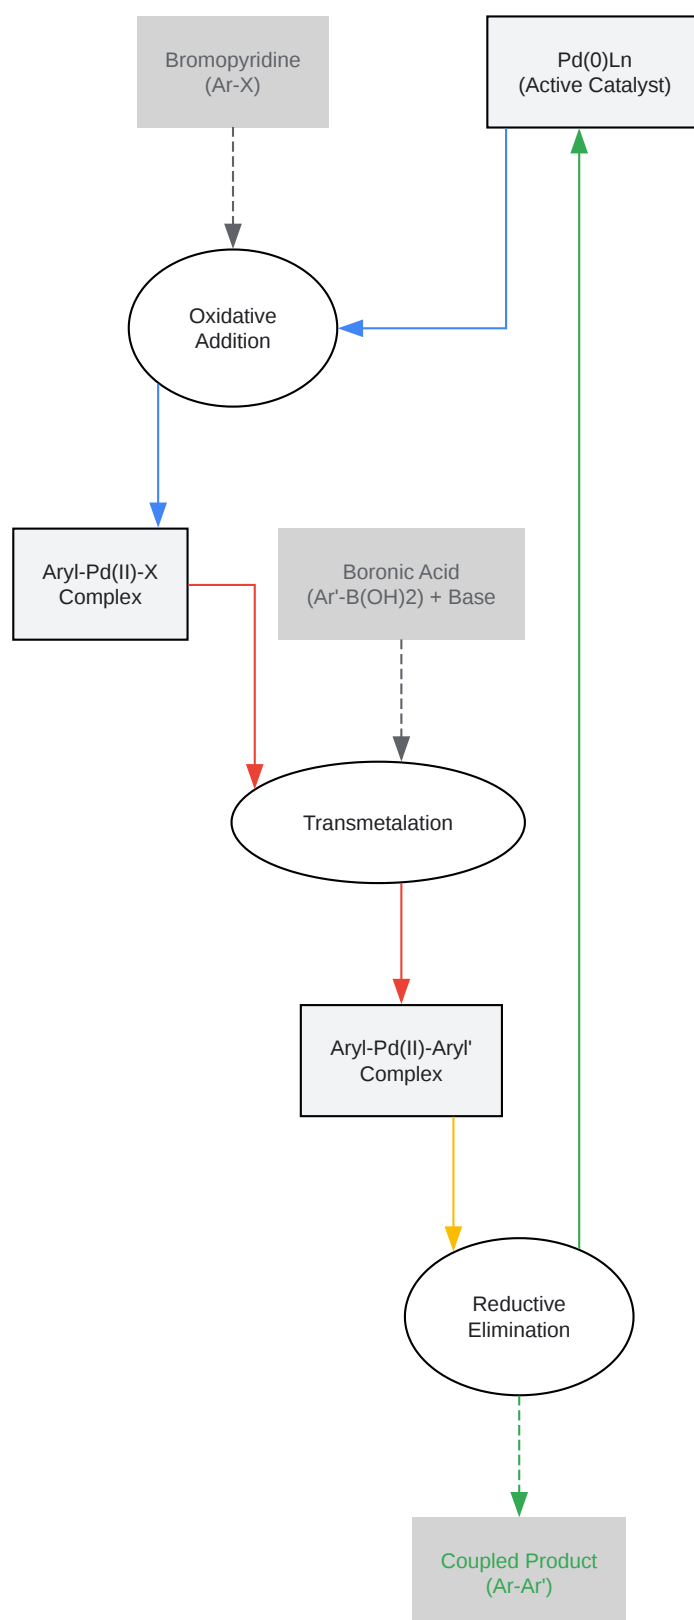 Bromopyridine
(Ar-X)
Pd(0)Ln
(Active Catalyst)
Oxidative
Addition
Aryl-Pd(II)-X
Complex
Boronic Acid
(Ar'-B(OH)2) + Base
Transmetalation
Aryl-Pd(II)-Aryl'
Complex
Reductive
Elimination
Coupled Product
(Ar-Ar')